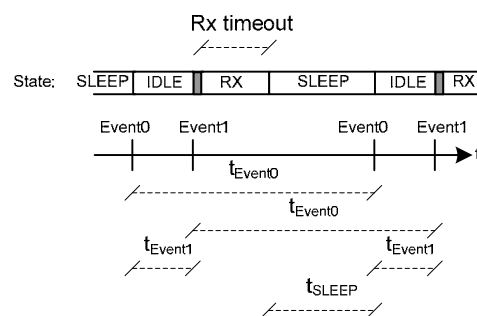 Rx timeout
State: SLEEP IDLE RX SLEEP IDLE RX
Event0 Event1 Event0 Event1
t
tEvent0
tEvent0
tEvent1 tEvent1
tSLEEP